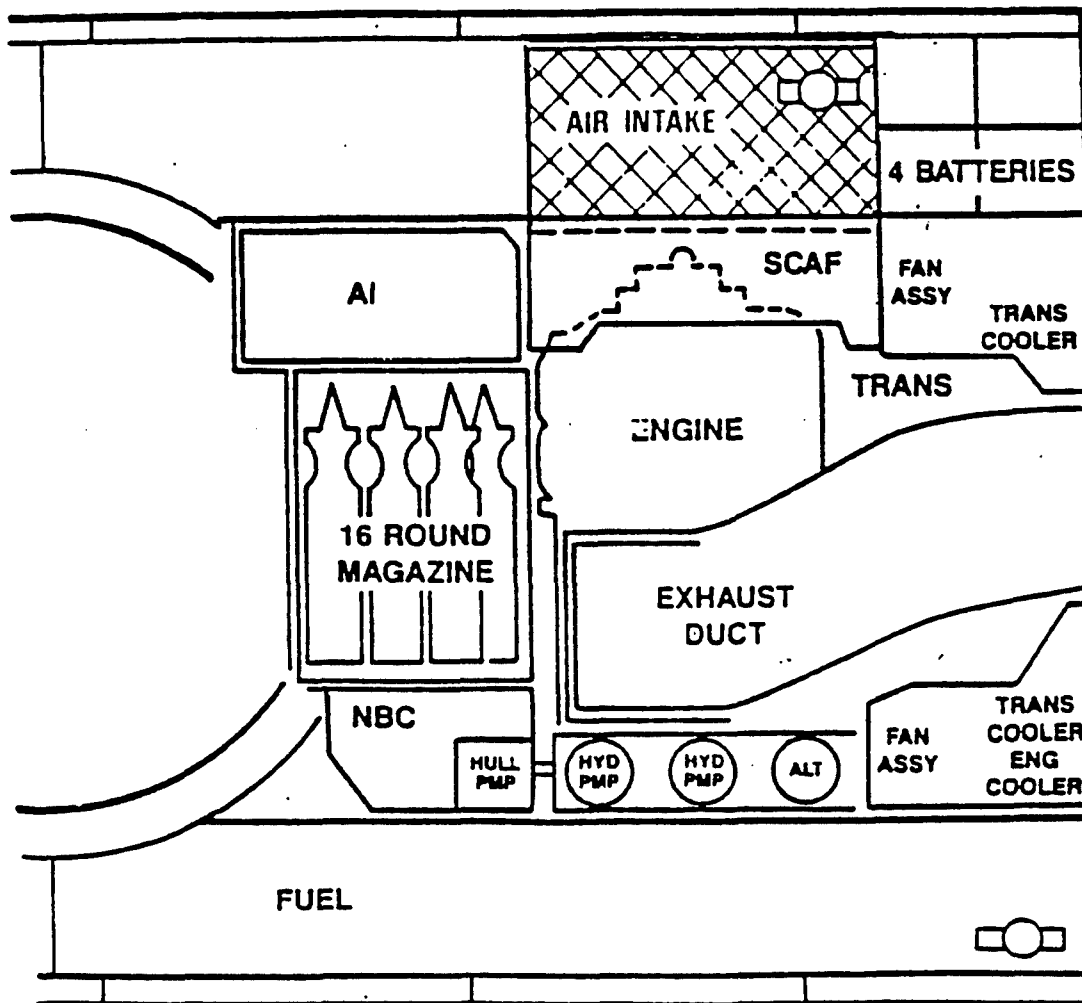 AIR INTAKE
4 BATTERIES
SCAF
FAN
ASSY
TRANS
COOLER
AI
TRANS
ENGINE
16 ROUND
MAGAZINE
EXHAUST
DUCT
NBC
HULL
PMP
HYD
PMP
HYD
PMP
ALT
FAN
ASSY
TRANS
COOLER
ENG
COOLER
FUEL